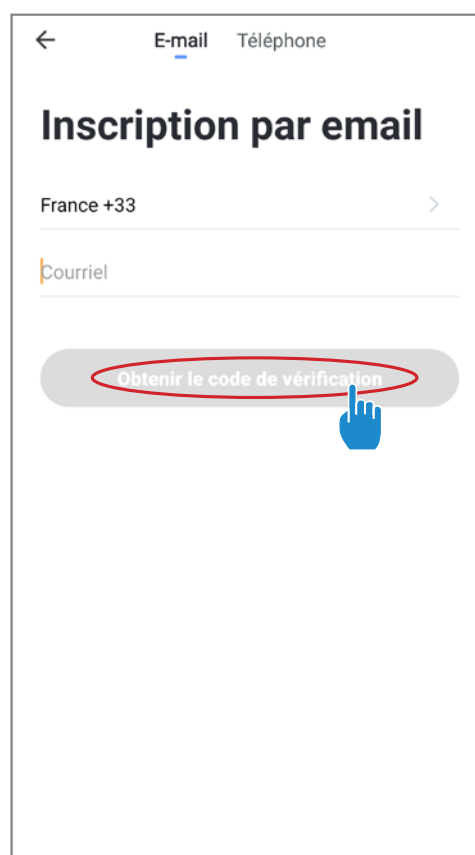 E-mail Téléphone
Inscription par email
France +33
Courriel
Obtenir le code de vérification